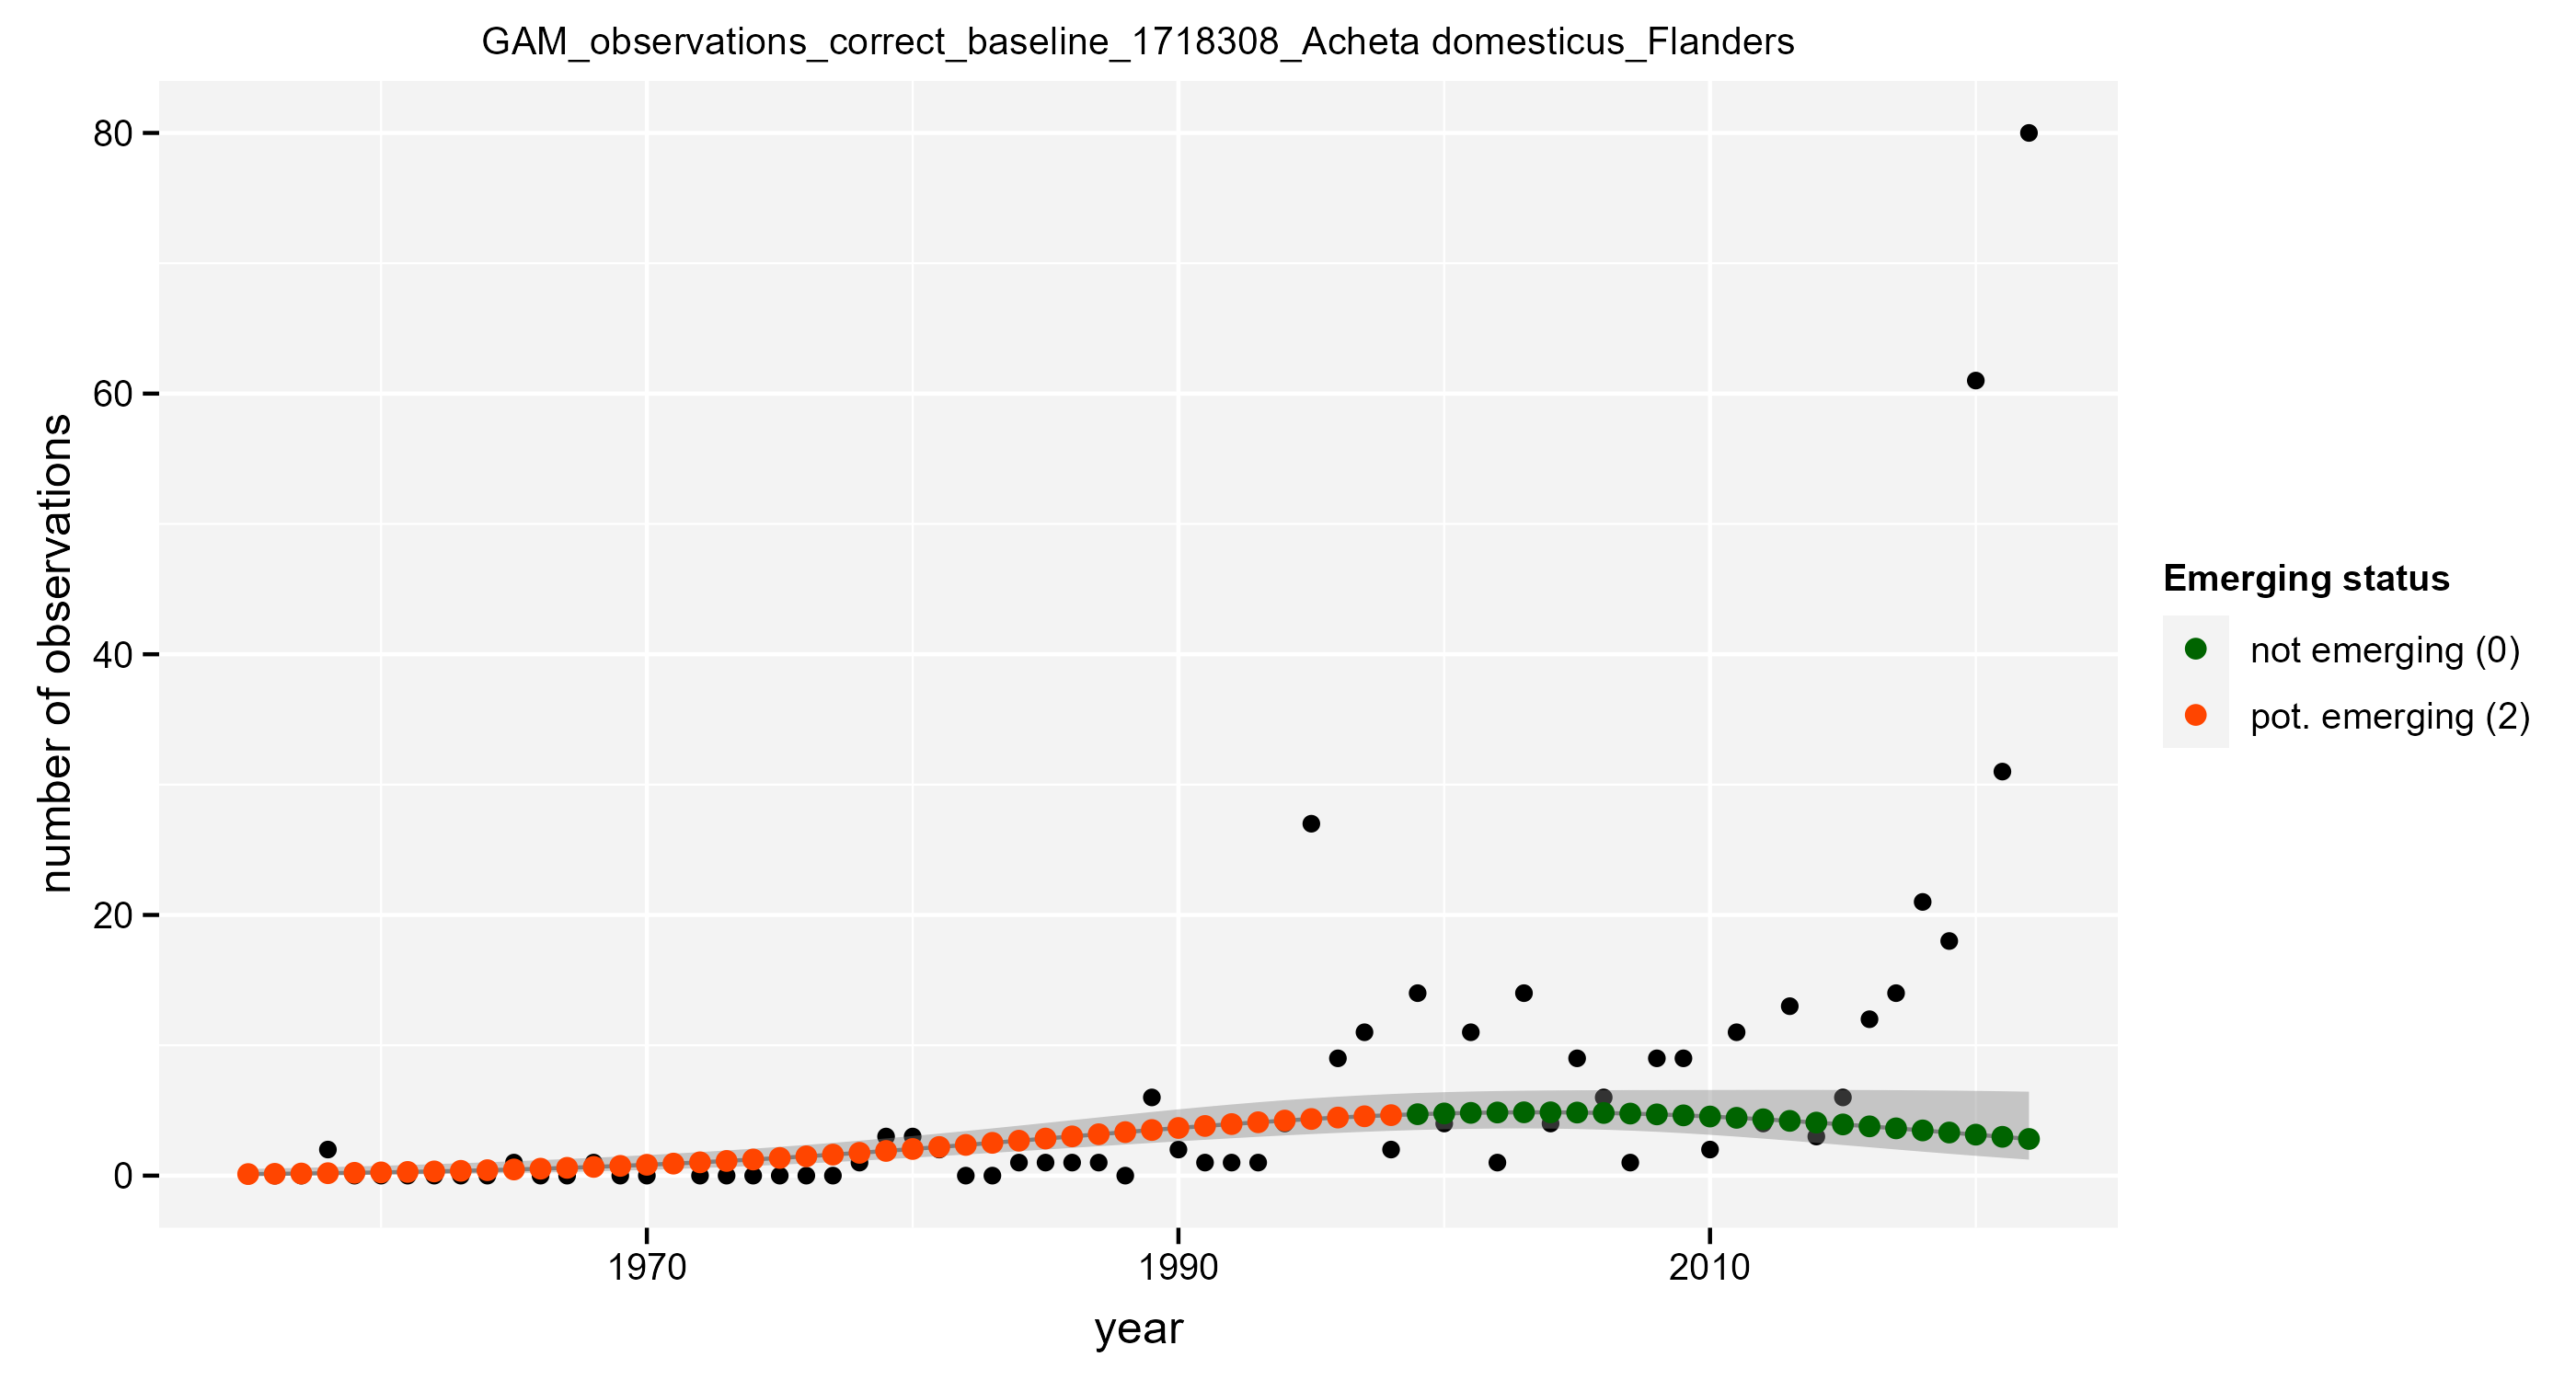 GAM_observations_correct_baseline_1718308_Acheta domesticus_Flanders
number of observations
80
60
40
20
0
1970
1990
2010
year
Emerging status
not emerging (0)
pot. emerging (2)